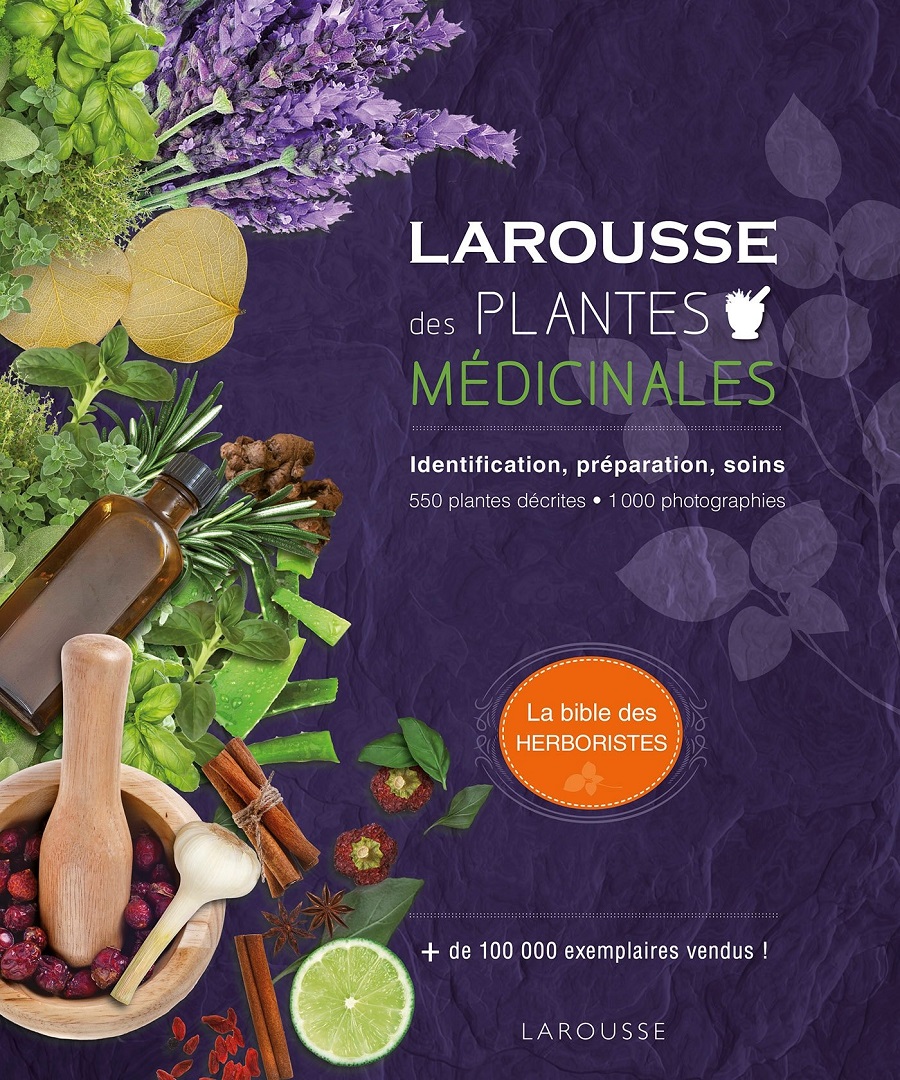 LAROUSSE
des PLANTES
MÉDICINALES
Identification, préparation, soins
550 plantes décrites • 1 000 photographies
La bible des
HERBORISTES
+ de 100 000 exemplaires vendus !
LAROUSSE